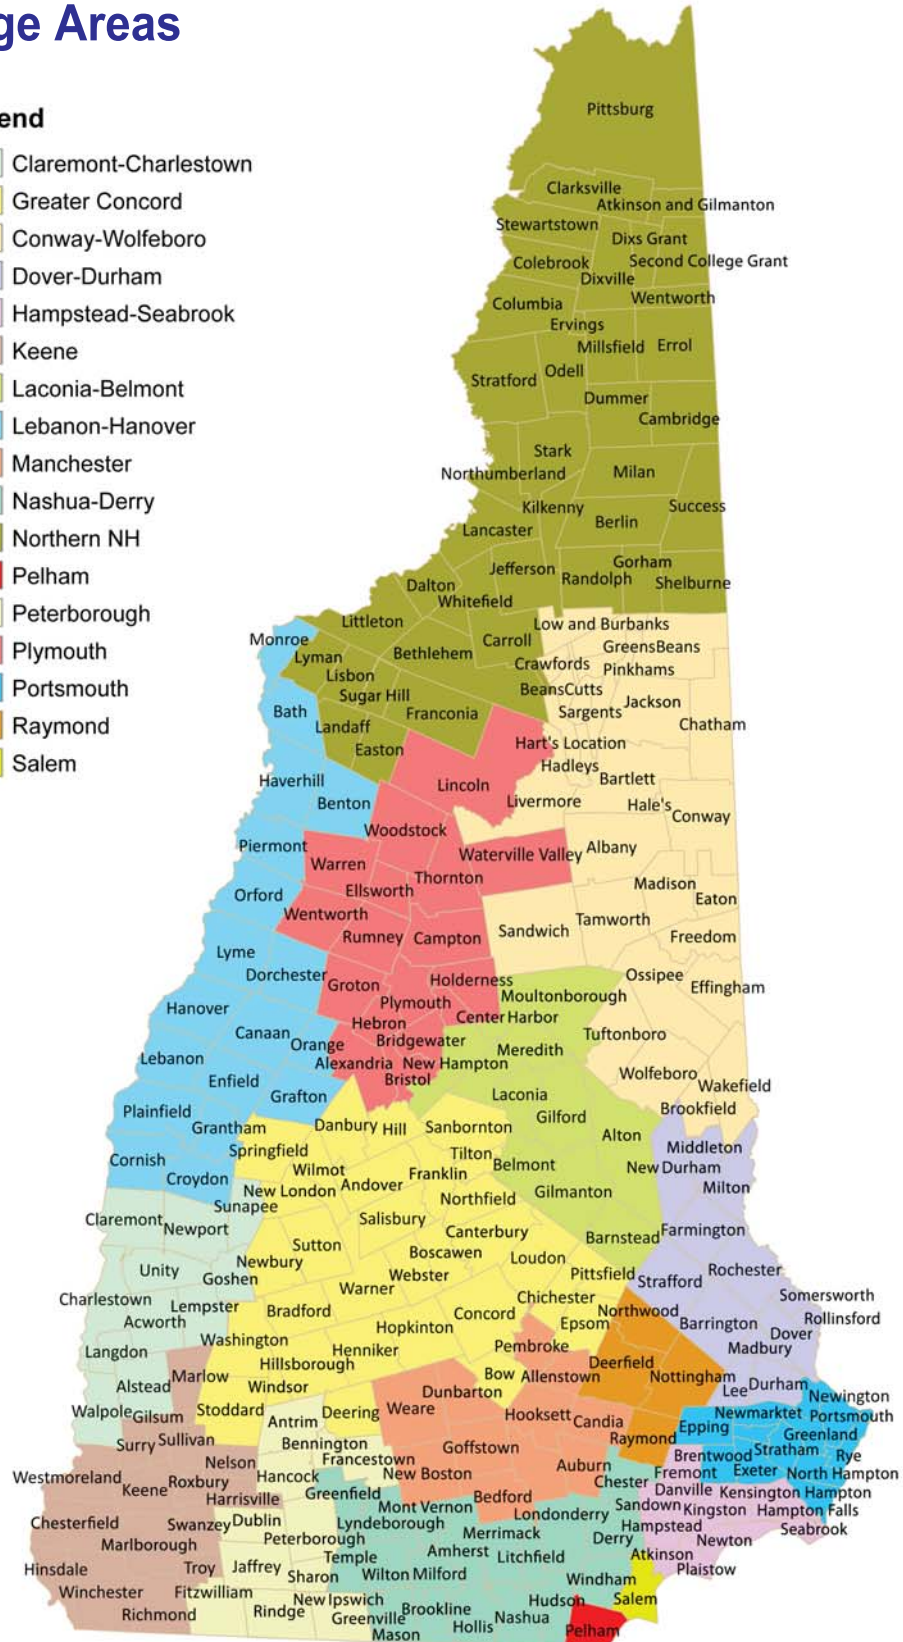 ge Areas
end
Claremont-Charlestown
Greater Concord
Conway-Wolfeboro
Dover-Durham
Hampstead-Seabrook
Keene
Laconia-Belmont
Lebanon-Hanover
Manchester
Nashua-Derry
Northern NH
Pelham
Peterborough
Plymouth
Portsmouth
Raymond
Salem
Pittsburg
Clarksville
Atkinson and Gilmanton
Stewartstown
Dixs Grant
Colebrook
Second College Grant
Dixville
Columbia
Wentworth
Ervings
Millsfield
Errol
Stratford
Odell
Dummer
Cambridge
Stark
Northumberland
Milan
Kilkenny
Success
Lancaster
Berlin
Jefferson
Gorham
Dalton
Randolph
Shelburne
Whitefield
Littleton
Low and Burbanks
Monroe
Carroll
GreensBeans
Lyman
Bethlehem
Crawfords
Pinkhams
Lisbon
Sugar Hill
BeansCutts
Bath
Franconia
Sargents
Jackson
Landaff
Chatham
Easton
Hart's Location
Hadleys
Haverhill
Lincoln
Bartlett
Benton
Livermore
Hale's
Conway
Woodstock
Piermont
Warren
Waterville Valley
Albany
Thornton
Orford
Ellsworth
Madison
Eaton
Wentworth
Tamworth
Rumney
Campton
Sandwich
Freedom
Lyme
Dorchester
Groton
Holderness
Ossipee
Effingham
Plymouth
Moultonborough
Hanover
Hebron
Center Harbor
Canaan
Orange
Bridgewater
Tuftonboro
Lebanon
Alexandria
New Hampton
Meredith
Enfield
Bristol
Wolfeboro
Wakefield
Grafton
Laconia
Brookfield
Plainfield
Grantham
Danbury
Hill
Sanbornton
Gilford
Alton
Middleton
Cornish
Springfield
Tilton
Belmont
New Durham
Croydon
Wilmot
Franklin
New London
Andover
Milton
Sunapee
Northfield
Gilmanton
Claremont
Newport
Salisbury
Canterbury
Barnstead
Farmington
Sutton
Boscawen
Loudon
Unity
Newbury
Webster
Pittsfield
Rochester
Goshen
Warner
Strafford
Charlestown
Lempster
Bradford
Chichester
Somersworth
Acworth
Concord
Epsom
Northwood
Barrington
Rollinsford
Hopkinton
Dover
Langdon
Washington
Henniker
Pembroke
Madbury
Hillsborough
Deerfield
Marlow
Bow
Allenstown
Nottingham
Alstead
Windsor
Dunbarton
Lee
Durham
Newington
Walpole
Gilsum
Stoddard
Antrim
Deering
Weare
Hooksett
Candia
Newmarket
Portsmouth
Epping
Greenland
Surry
Sullivan
Bennington
Goffstown
Raymond
Stratham
Rye
Nelson
Francestown
Auburn
Brentwood
Westmoreland
Keene
Roxbury
Hancock
New Boston
Chester
Fremont
Exeter
North Hampton
Harrisville
Greenfield
Bedford
Danville
Kensington
Hampton
Mont Vernon
Londonderry
Sandown
Kingston
Hampton Falls
Chesterfield
Swanzey
Dublin
Lyndeborough
Merrimack
Hampstead
Seabrook
Marlborough
Peterborough
Derry
Newton
Temple
Amherst
Litchfield
Atkinson
Hinsdale
Troy
Jaffrey
Sharon
Wilton
Milford
Windham
Plaistow
Winchester
Fitzwilliam
New Ipswich
Hudson
Salem
Richmond
Rindge
Greenville
Brookline
Hollis
Nashua
Pelham
Mason